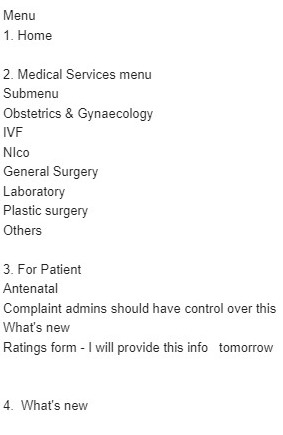 Menu
1. Home
2. Medical Services menu
Submenu
Obstetrics & Gynaecology
IVF
NIco
General Surgery
Laboratory
Plastic surgery
Others
3. For Patient
Antenatal
Complaint admins should have control over this
What's new
Ratings form - I will provide this info tomorrow
4. What's new